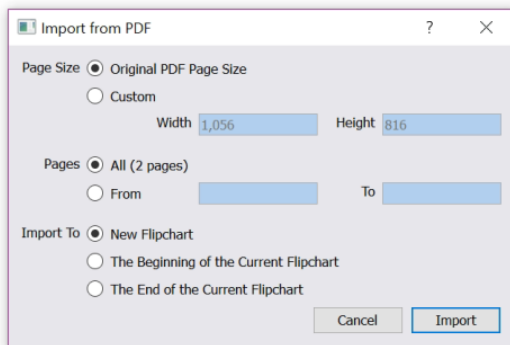 Import from PDF ?
Page Size Original PDF Page Size
Custom
Width 1,056 Height 816
Pages All (2 pages)
From To
Import To New Flipchart
The Beginning of the Current Flipchart
The End of the Current Flipchart
Cancel Import